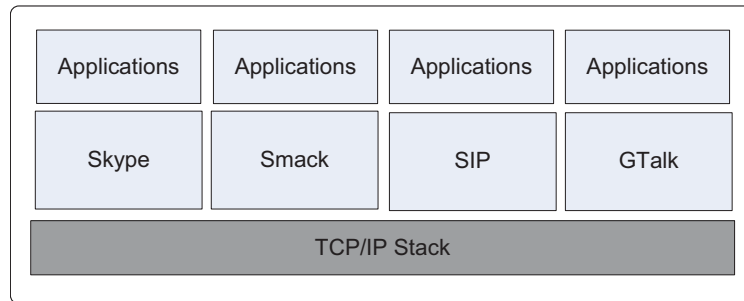 Applications Applications Applications Applications
Skype Smack SIP GTalk
TCP/IP Stack